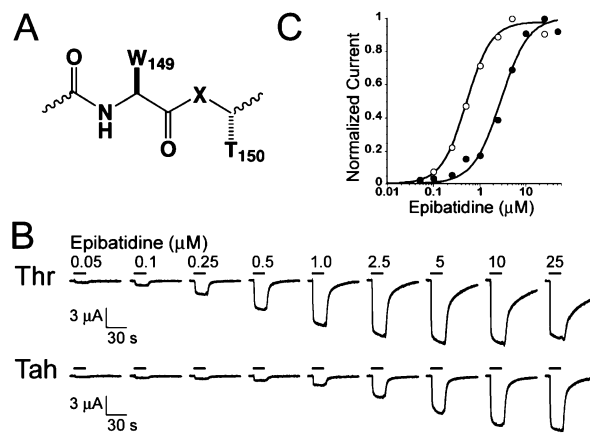 A
O
W149
N
H
O
X
T150
C
Normalized Current
1
0.8
0.6
0.4
0.2
0
0.01
0.1
1
10
Epibatidine (μM)
B
Epibatidine (μM)
0.05 0.1 0.25 0.5 1.0 2.5 5 10 25
Thr
3 μA
30 s
Tah
3 μA
30 s